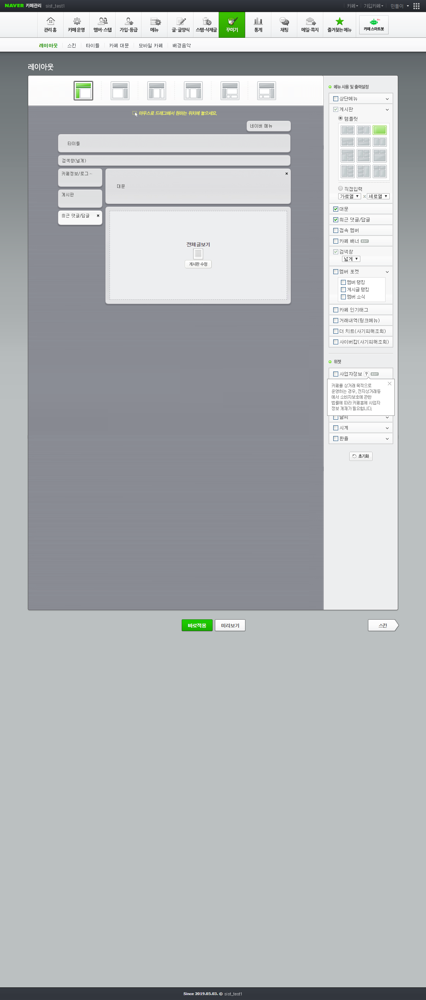 NAVER 카페관리 sist_test1 카페 가입카페 민돌이
관리 홈 카페 운영 멤버·스탭 가입·등급 메뉴 글·글양식 스팸·삭제글 꾸미기 통계 채팅 메일·쪽지 즐겨찾는 메뉴 카페 스마트봇
레이아웃 스킨 타이틀 카페 대문 모바일 카페 배경음악
레이아웃
마우스로 드래그해서 원하는 위치에 놓으세요.
네이버 메뉴
타이틀
검색창(넓게)
카페정보/로그…
대문
게시판
최근 댓글/답글
전체글보기
게시판 수정
메뉴 사용 및 출력설정
상단메뉴
게시판
템플릿
직접입력
가로열 x 세로열
대문
최근 댓글/답글
접속 멤버
카페 배너 EDIT
검색창
넓게
멤버 포켓
멤버 랭킹
게시글 랭킹
멤버 소식
카페 인기태그
거래내역(링크메뉴)
더 치트(사기피해조회)
사이버캅(사기피해조회)
위젯
사업자정보 ? EDIT
카페를 상거래 목적으로
운영하는 경우, 전자상거래등
에서 소비자보호에 관한
법률에 따라 카페홈에 사업자
정보 게재가 필요합니다.
날씨
시계
환율
초기화
바로적용 미리보기 스킨
Since 2019.05.03. © sist_test1